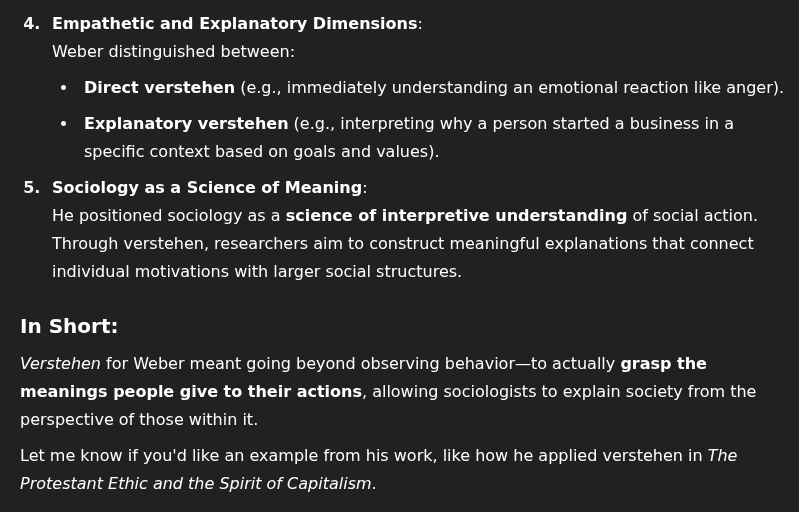 4. Empathetic and Explanatory Dimensions:
Weber distinguished between:
• Direct verstehen (e.g., immediately understanding an emotional reaction like anger).
• Explanatory verstehen (e.g., interpreting why a person started a business in a
specific context based on goals and values).
5. Sociology as a Science of Meaning:
He positioned sociology as a science of interpretive understanding of social action.
Through verstehen, researchers aim to construct meaningful explanations that connect
individual motivations with larger social structures.
In Short:
Verstehen for Weber meant going beyond observing behavior—to actually grasp the
meanings people give to their actions, allowing sociologists to explain society from the
perspective of those within it.
Let me know if you'd like an example from his work, like how he applied verstehen in The
Protestant Ethic and the Spirit of Capitalism.